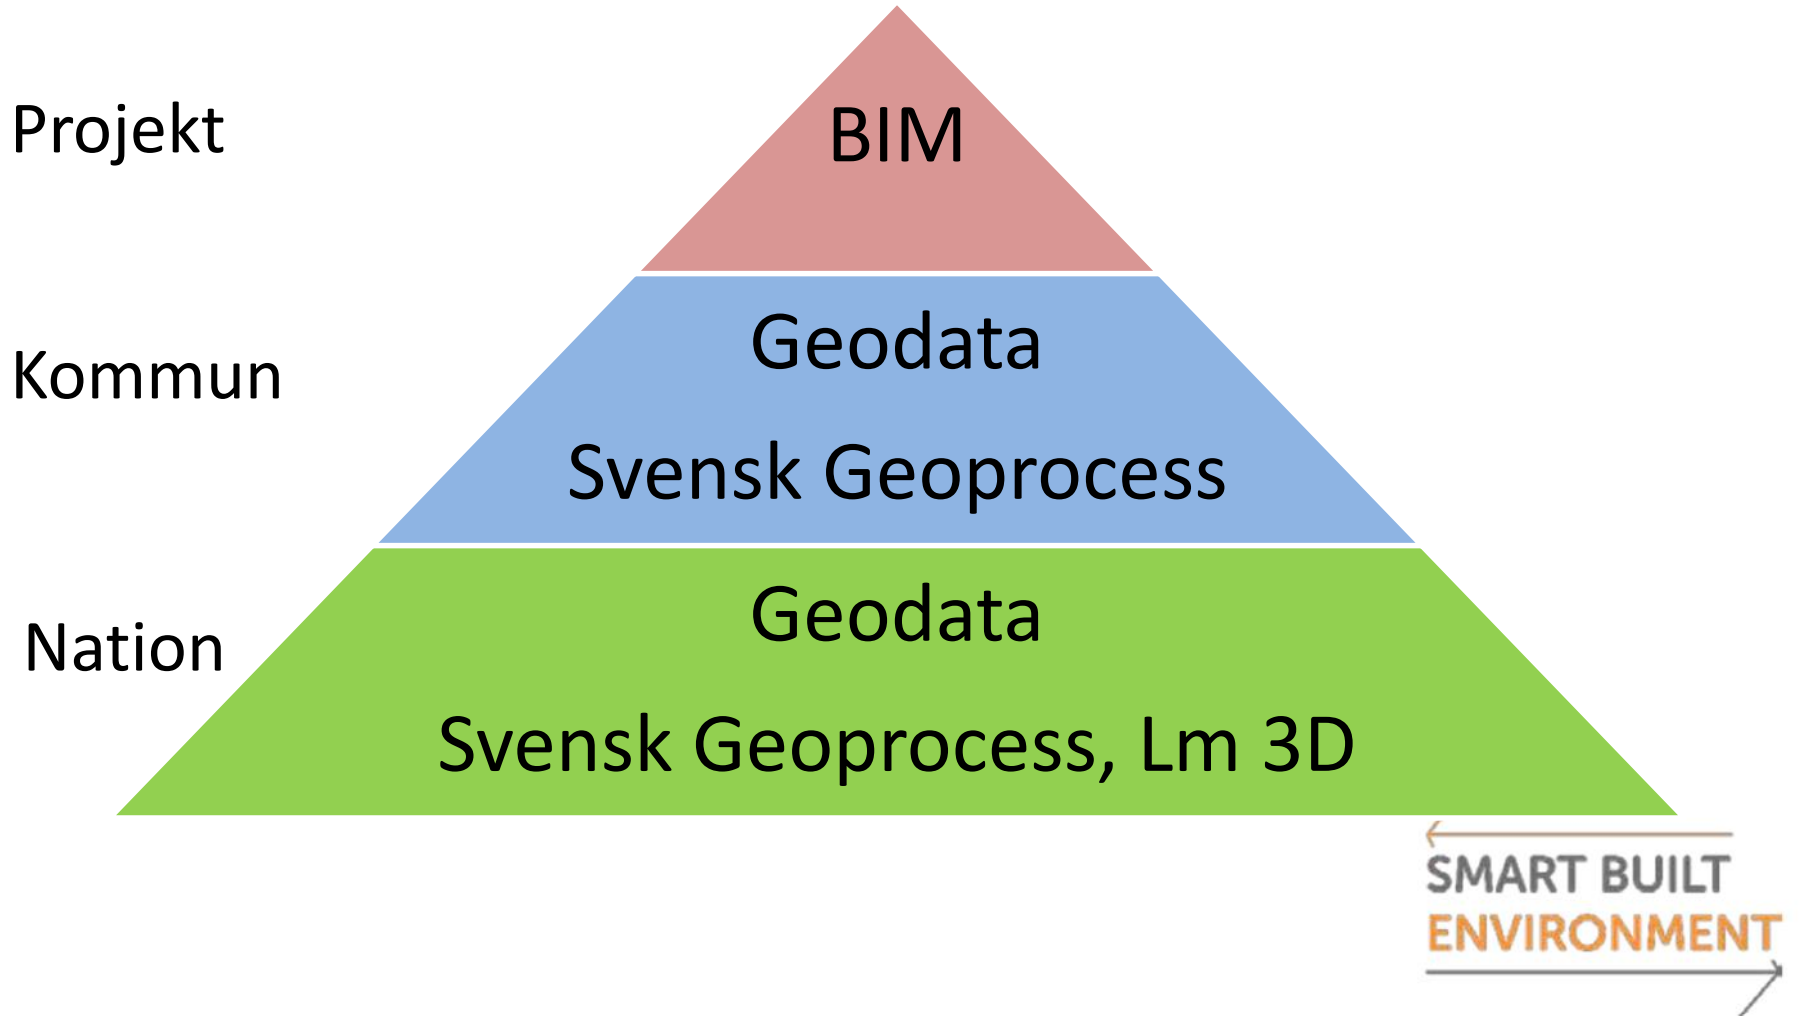 Projekt
BIM
Kommun
Geodata
Svensk Geoprocess
Nation
Geodata
Svensk Geoprocess, Lm 3D
SMART BUILT
ENVIRONMENT